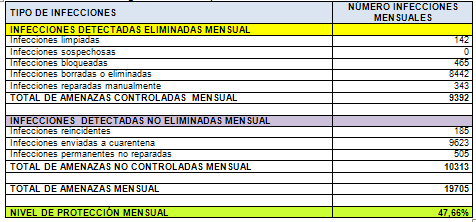 TIPO DE INFECCIONES NÚMERO INFECCIONES MENSUALES
INFECCIONES DETECTADAS ELIMINADAS MENSUAL
Infecciones limpiadas 142
Infecciones sospechosas 0
Infecciones bloqueadas 465
Infecciones borradas o eliminadas 8442
Infecciones reparadas manualmente 343
TOTAL DE AMENAZAS CONTROLADAS MENSUAL 9392
INFECCIONES DETECTADAS NO ELIMINADAS MENSUAL
Infecciones reincidentes 185
Infecciones enviadas a cuarentena 9623
Infecciones permanentes no reparadas 505
TOTAL DE AMENAZAS NO CONTROLADAS MENSUAL 10313
TOTAL DE AMENAZAS MENSUAL 19705
NIVEL DE PROTECCIÓN MENSUAL 47,66%